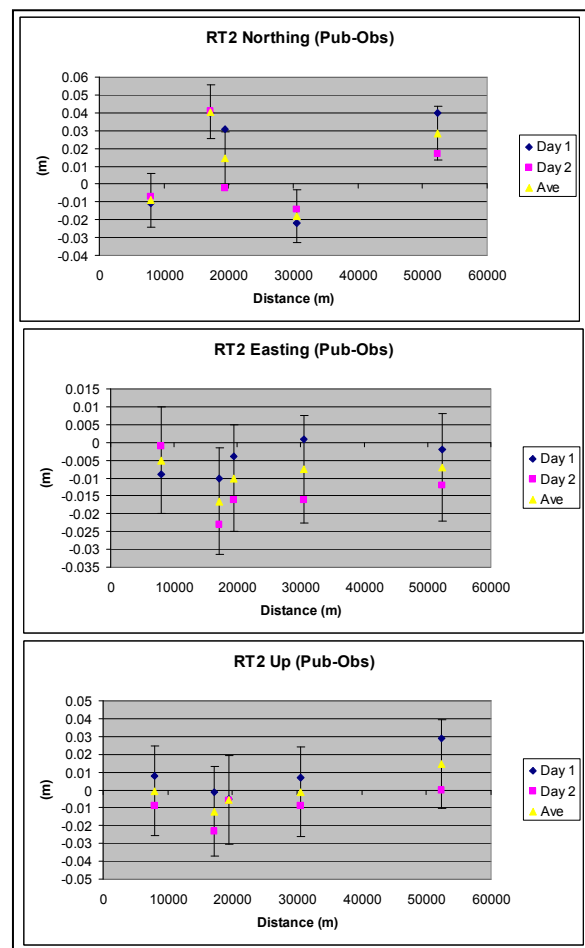 RT2 Northing (Pub-Obs)
0.06
0.05
0.04
0.03
0.02
0.01
0
-0.01
-0.02
-0.03
-0.04
(m)
0 10000 20000 30000 40000 50000 60000
Distance (m)
Day 1
Day 2
Ave
RT2 Easting (Pub-Obs)
0.015
0.01
0.005
0
-0.005
-0.01
-0.015
-0.02
-0.025
-0.03
-0.035
(m)
0 10000 20000 30000 40000 50000 60000
Distance (m)
Day 1
Day 2
Ave
RT2 Up (Pub-Obs)
0.05
0.04
0.03
0.02
0.01
0
-0.01
-0.02
-0.03
-0.04
-0.05
(m)
0 10000 20000 30000 40000 50000 60000
Distance (m)
Day 1
Day 2
Ave